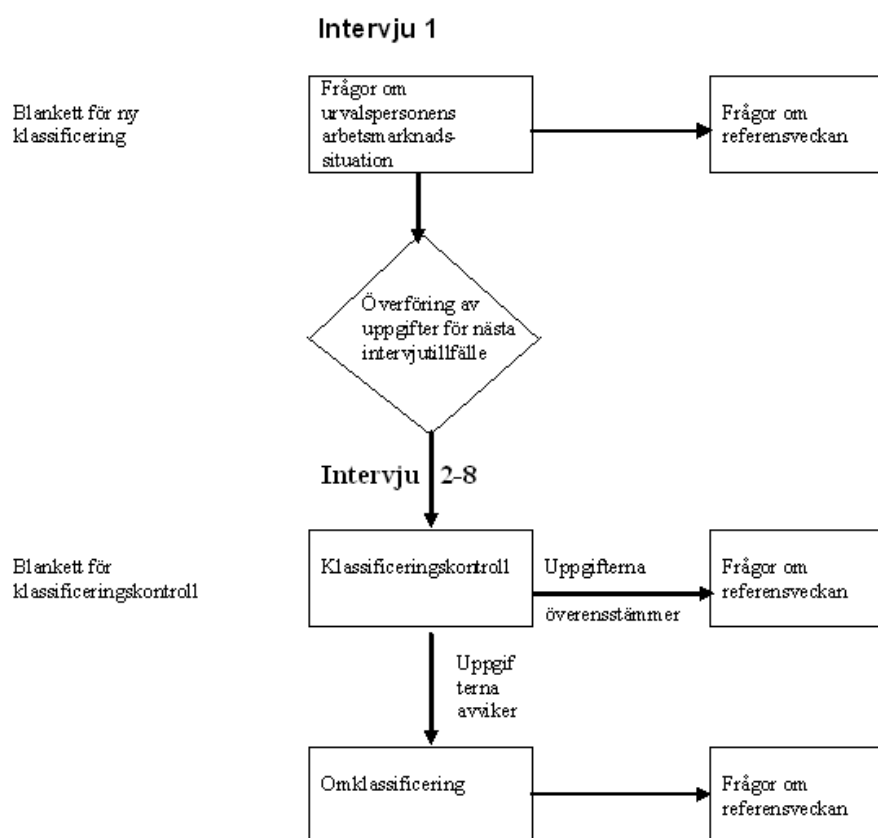 Intervju 1
Blankett för ny
klassificering
Frågor om
urvalspersonens
arbetsmarknads-
situation
Frågor om
referensveckan
Överföring av
uppgifter för nästa
intervjutillfälle
Intervju 2-8
Blankett för
klassificeringskontroll
Klassificeringskontroll
Uppgifterna
överensstämmer
Frågor om
referensveckan
Uppgif
terna
avviker
Omklassificering
Frågor om
referensveckan